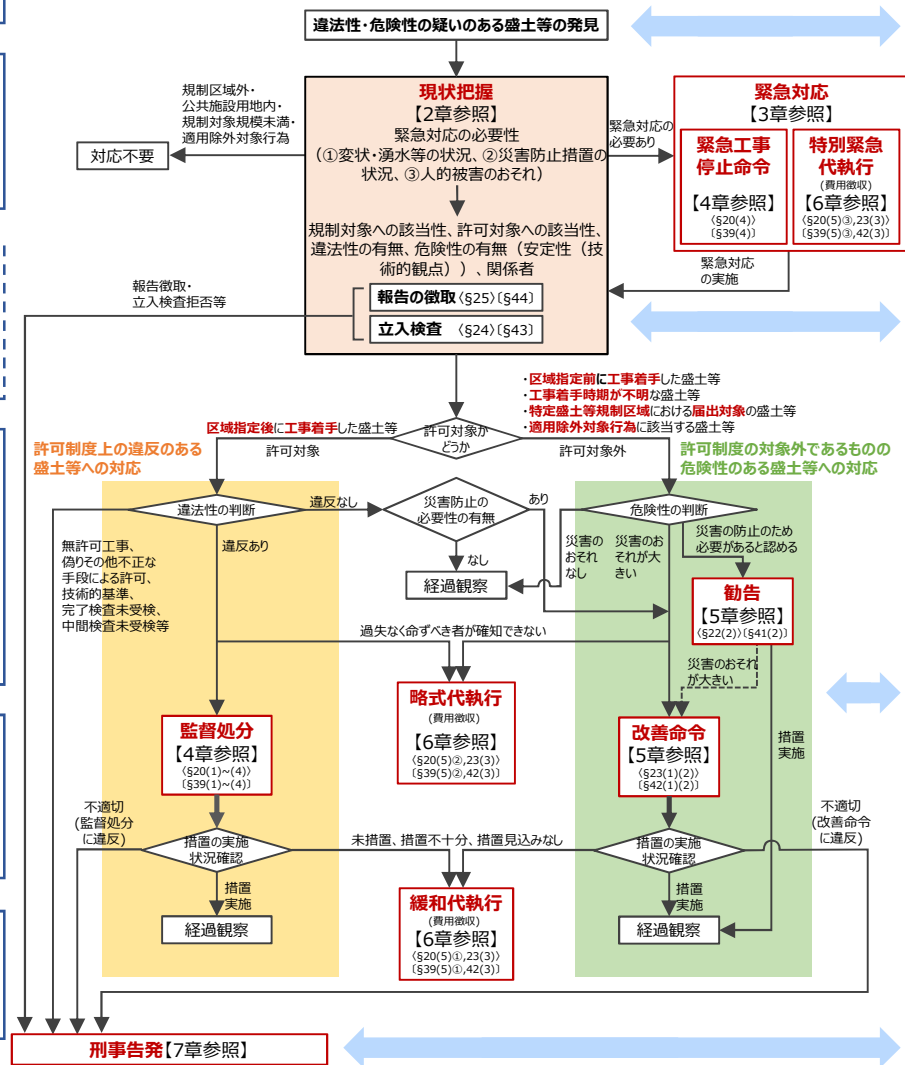 違法性・危険性の疑いのある盛土等の発見
現状把握
【2章参照】
緊急対応の必要性
（①変状・湧水等の状況、②災害防止措置の
状況、③人的被害のおそれ）
規制対象への該当性、許可対象への該当性、
違法性の有無、危険性の有無（安定性（技
術的観点））、関係者
報告の徴取〈§25〉〔§44〕
立入検査 〈§24〉〔§43〕
規制区域外・
公共施設用地内・
規制対象規模未満・
適用除外対象行為
対応不要
緊急対応の
必要あり
緊急対応
【3章参照】
緊急工事
停止命令
【4章参照】
〈§20(4)〉
〔§39(4)〕
特別緊急
代執行
(費用徴収)
【6章参照】
〈§20(5)③,23(3)〉
〔§39(5)③,42(3)〕
緊急対応
の実施
報告徴取・
立入検査拒否等
・区域指定前に工事着手した盛土等
・工事着手時期が不明な盛土等
・特定盛土等規制区域における届出対象の盛土等
・適用除外対象行為に該当する盛土等
区域指定後に工事着手した盛土等
許可対象
許可対象か
どうか
許可対象外
許可制度上の違反のある
盛土等への対応
許可制度の対象外であるものの
危険性のある盛土等への対応
違法性の判断
違反なし
災害防止の
必要性の有無
あり
危険性の判断
無許可工事、
偽りその他不正な
手段による許可、
技術的基準、
完了検査未受検、
中間検査未受検等
違反あり
なし
経過観察
災害の
おそれ
なし
災害のお
それが大
きい
災害の防止のため
必要があると認める
勧告
【5章参照】
〈§22(2)〉〔§41(2)〕
過失なく命ずべき者が確知できない
災害のおそれ
が大きい
略式代執行
(費用徴収)
【6章参照】
〈§20(5)②,23(3)〉
〔§39(5)②,42(3)〕
監督処分
【4章参照】
〈§20(1)~(4)〉
〔§39(1)~(4)〕
改善命令
【5章参照】
〈§23(1)(2)〉
〔§42(1)(2)〕
措置
実施
不適切
(監督処分
に違反)
措置の実施
状況確認
未措置、措置不十分、措置見込みなし
措置の実施
状況確認
不適切
(改善命令
に違反)
措置
実施
経過観察
緩和代執行
(費用徴収)
【6章参照】
〈§20(5)①,23(3)〉
〔§39(5)①,42(3)〕
措置
実施
経過観察
刑事告発【7章参照】